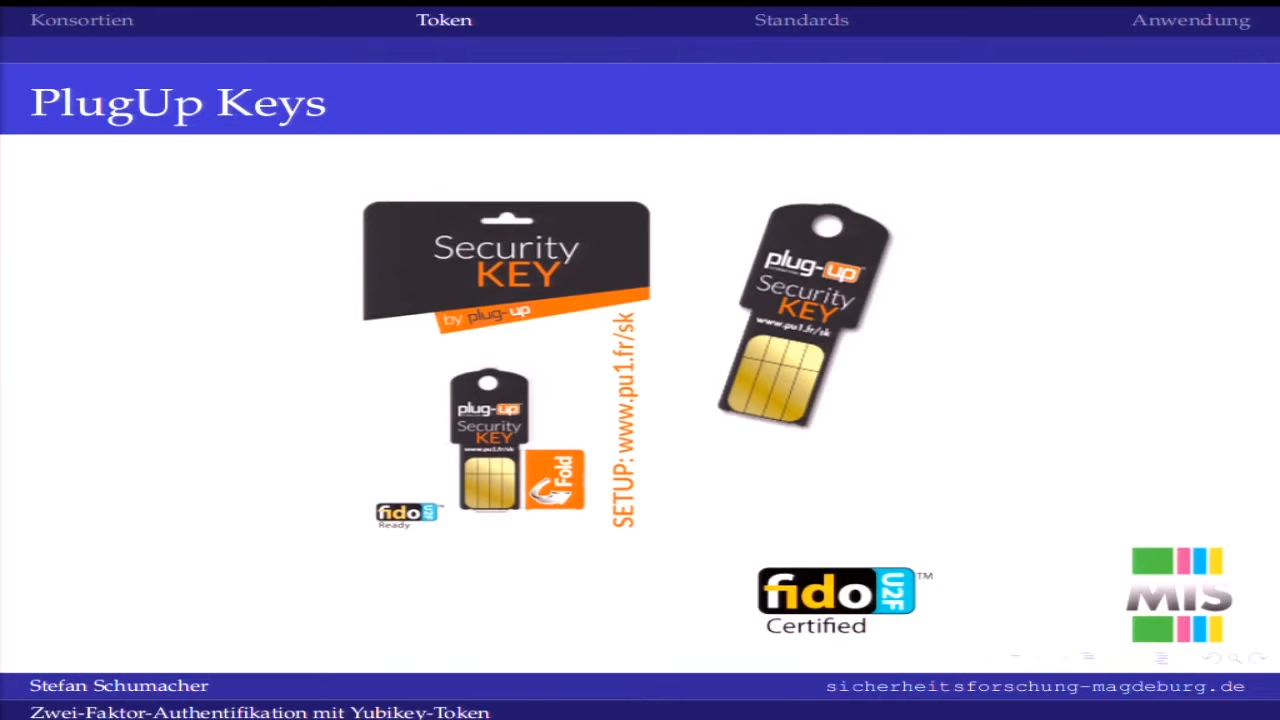 Konsortien Token Standards Anwendung
PlugUp Keys
Security
KEY
by plug-up
SETUP: www.pu1.fr/sk
plug-up
Security
KEY
www.pu1.fr/sk
Fold
fido U2F
Ready
plug-up
Security
KEY
www.pu1.fr/sk
fido U2F TM
Certified
MIS
Stefan Schumacher sicherheitsforschung-magdeburg.de
Zwei-Faktor-Authentifikation mit Yubikey-Token